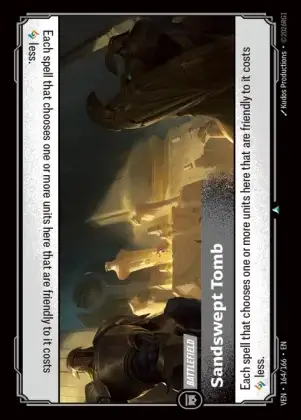 Each spell that chooses one or more units here that are friendly to it costs
less.
BATTLEFIELD
Sandswept Tomb
Each spell that chooses one or more units here that are friendly to it costs
less.
VEN • 164/166 • EN
Kudos Productions • ©2026RGI